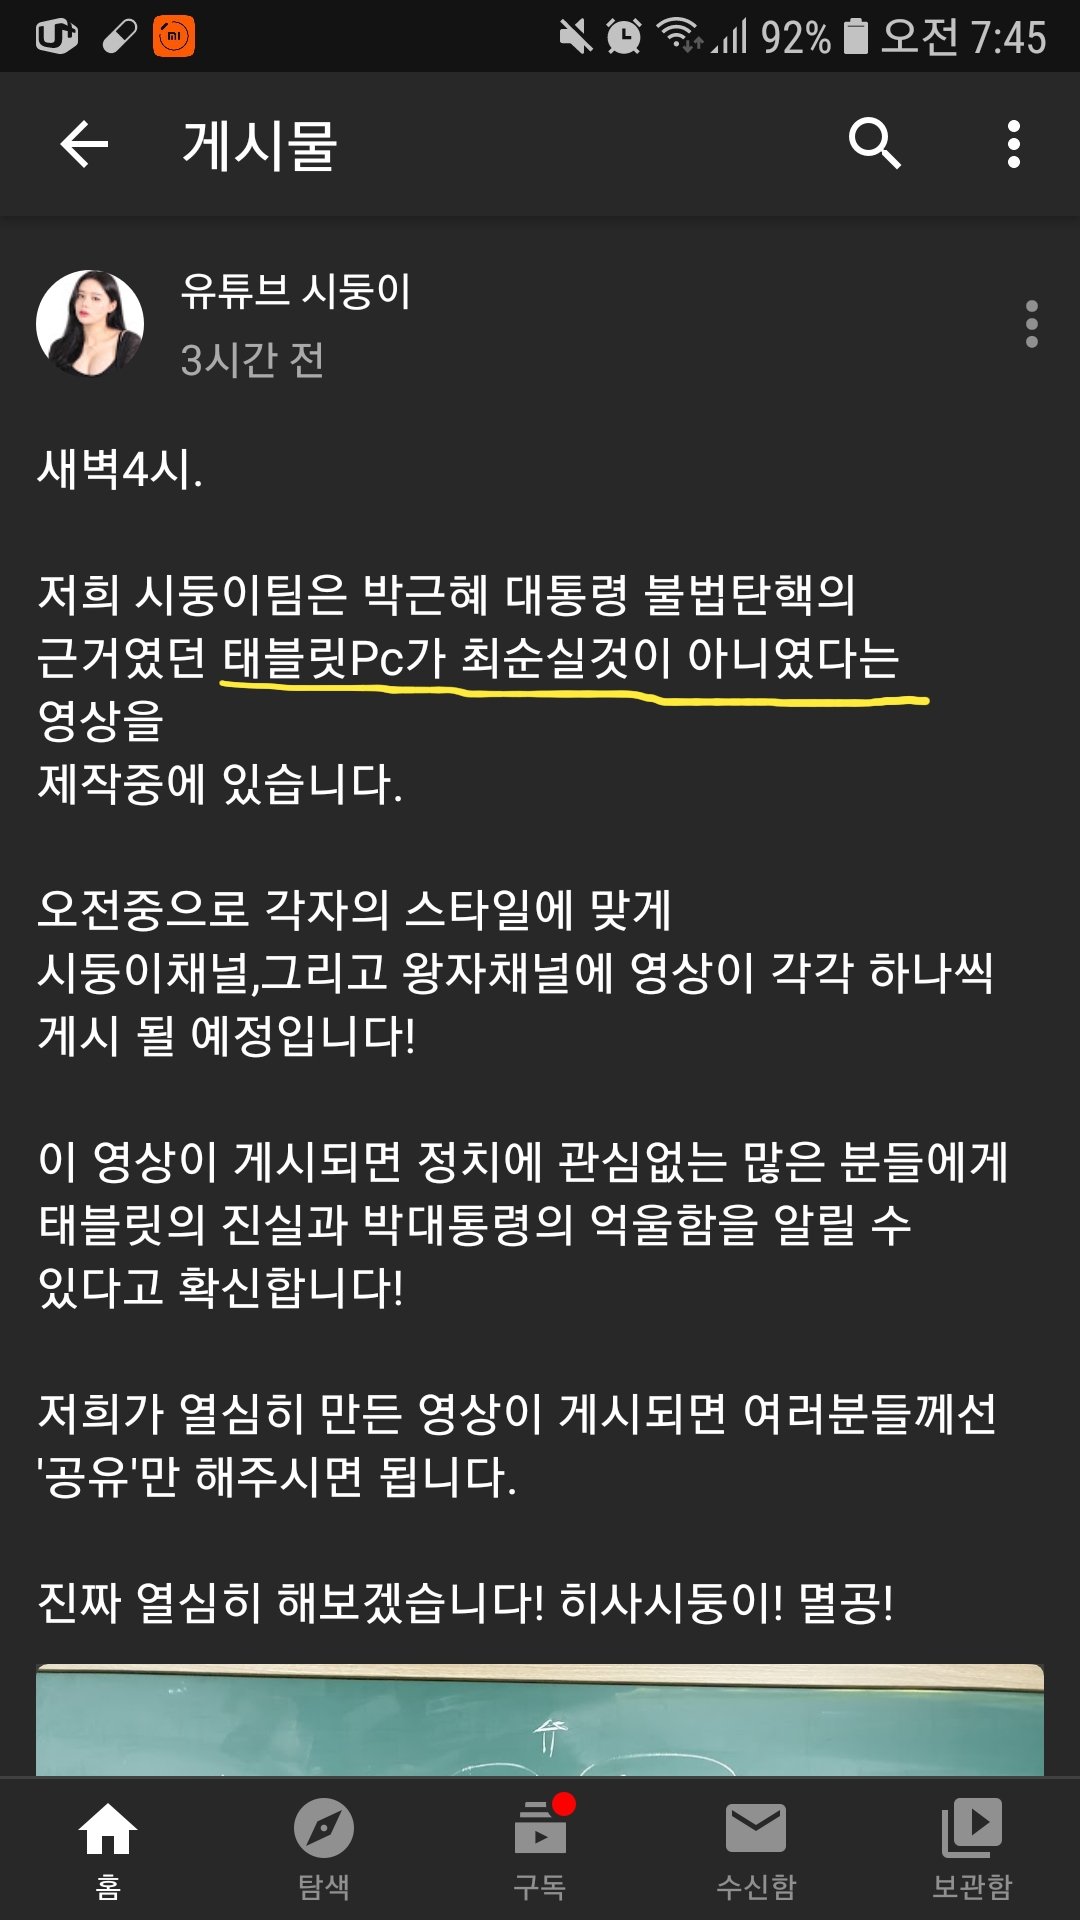 92% 오전 7:45
게시물
유튜브 시둥이
3시간 전
새벽4시.
저희 시둥이팀은 박근혜 대통령 불법탄핵의
근거였던 태블릿Pc가 최순실것이 아니였다는
영상을
제작중에 있습니다.
오전중으로 각자의 스타일에 맞게
시둥이채널,그리고 왕자채널에 영상이 각각 하나씩
게시 될 예정입니다!
이 영상이 게시되면 정치에 관심없는 많은 분들에게
태블릿의 진실과 박대통령의 억울함을 알릴 수
있다고 확신합니다!
저희가 열심히 만든 영상이 게시되면 여러분들께선
'공유'만 해주시면 됩니다.
진짜 열심히 해보겠습니다! 히사시둥이! 멸공!
홈 탐색 구독 수신함 보관함